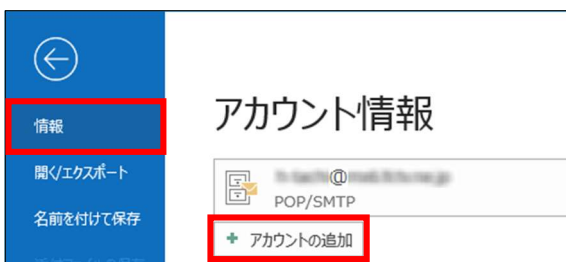 情報
開く/エクスポート
名前を付けて保存
アカウント情報
@
POP/SMTP
+ アカウントの追加